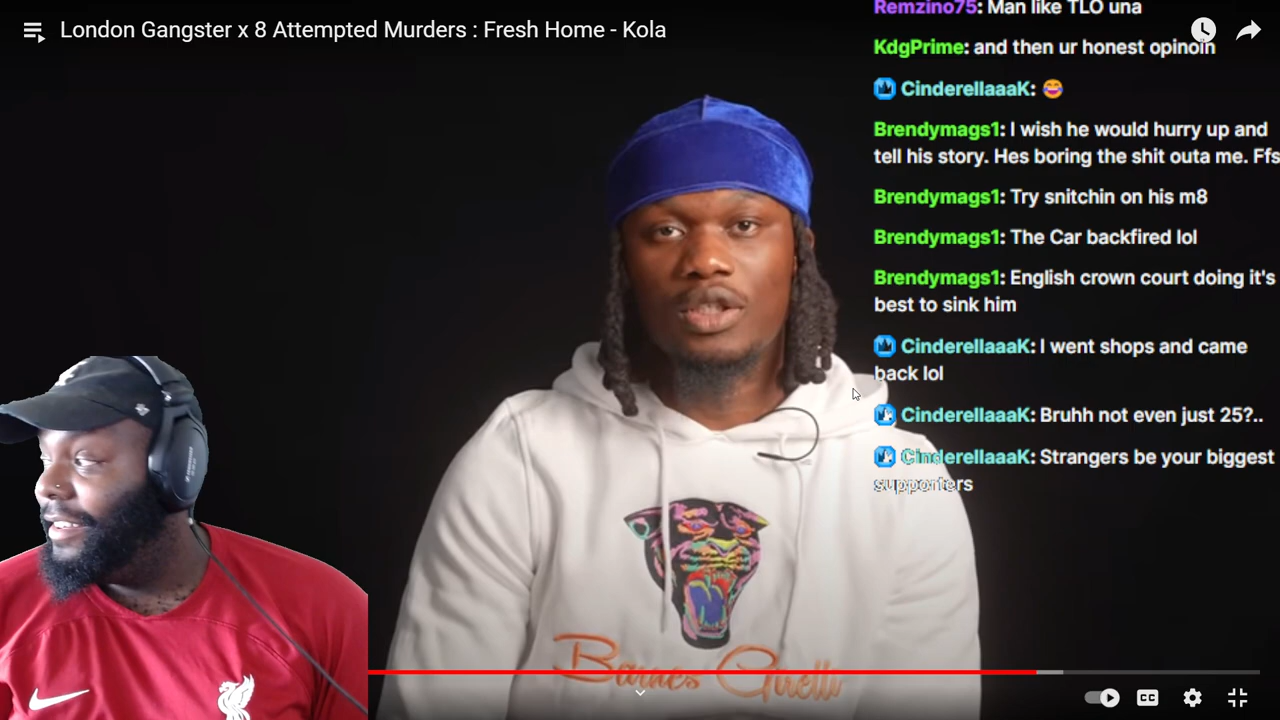 London Gangster x 8 Attempted Murders : Fresh Home - Kola
Remzino75: Man like TLO una
KdgPrime: and then ur honest opinoin
CinderellaaaK: 😂
Brendymags1: I wish he would hurry up and
tell his story. Hes boring the shit outa me. Ffs
Brendymags1: Try snitchin on his m8
Brendymags1: The Car backfired lol
Brendymags1: English crown court doing it's
best to sink him
CinderellaaaK: I went shops and came
back lol
CinderellaaaK: Bruhh not even just 25?..
CinderellaaaK: Strangers be your biggest
supporters
Barnes Girelli
CC